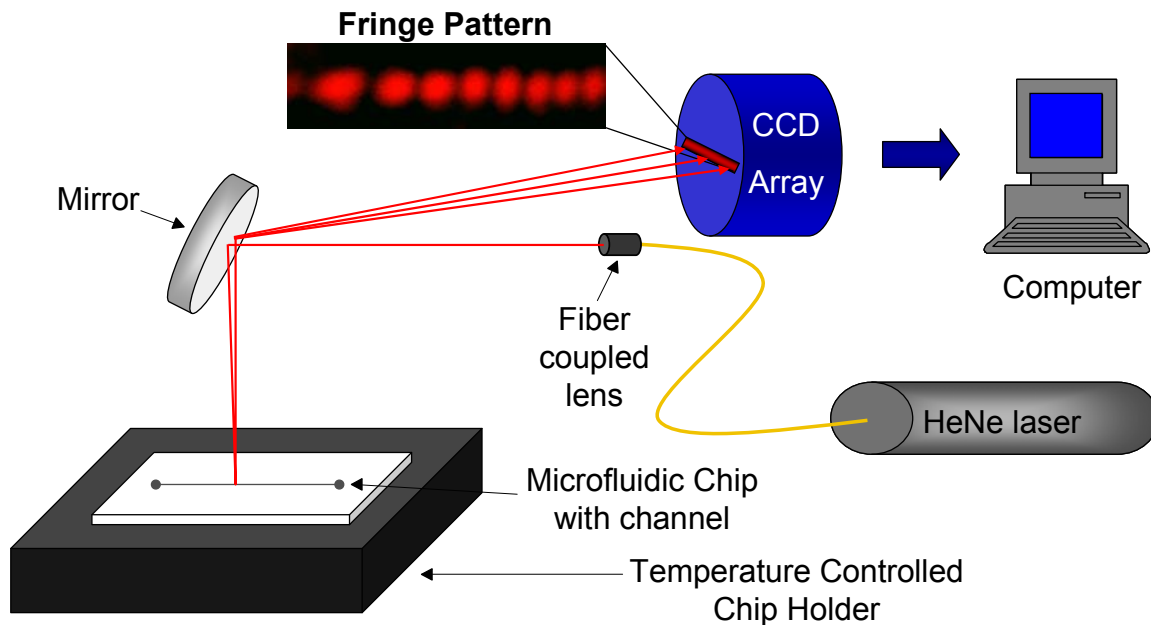 Fringe Pattern
CCD
Array
Mirror
Computer
Fiber
coupled
lens
HeNe laser
Microfluidic Chip
with channel
Temperature Controlled
Chip Holder